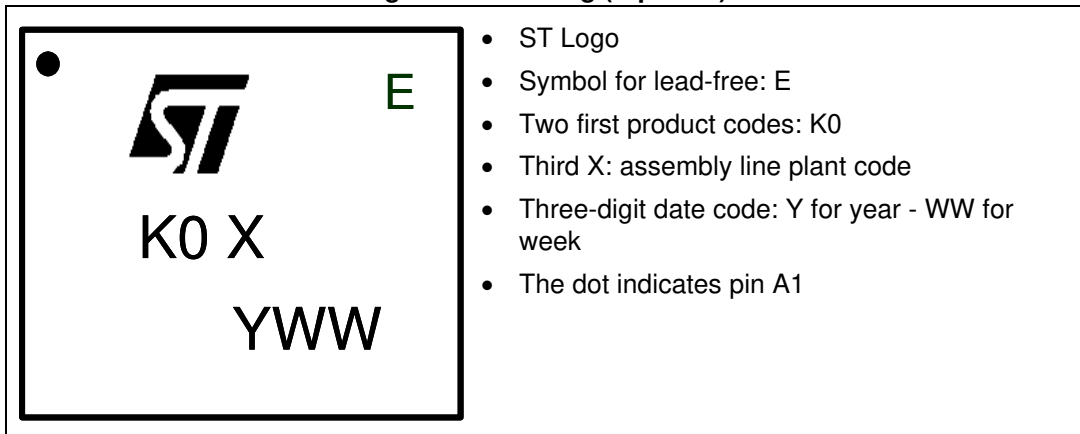 ST
E
K0 X
YWW
• ST Logo
• Symbol for lead-free: E
• Two first product codes: K0
• Third X: assembly line plant code
• Three-digit date code: Y for year - WW for
week
• The dot indicates pin A1